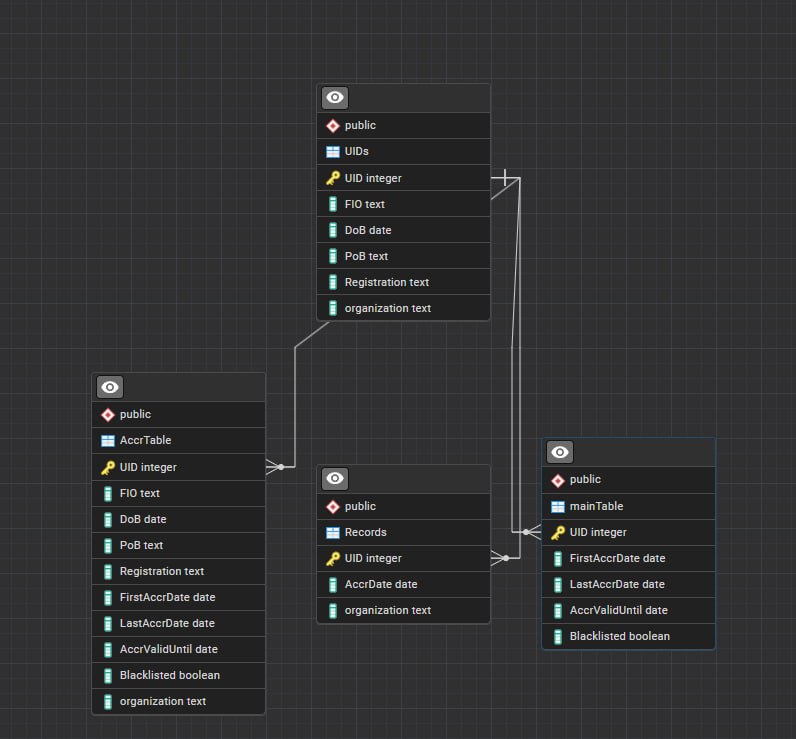 public
UIDs
UID integer
FIO text
DoB date
PoB text
Registration text
organization text
public
AccrTable
UID integer
FIO text
DoB date
PoB text
Registration text
FirstAccrDate date
LastAccrDate date
AccrValidUntil date
Blacklisted boolean
organization text
public
Records
UID integer
AccrDate date
organization text
public
mainTable
UID integer
FirstAccrDate date
LastAccrDate date
AccrValidUntil date
Blacklisted boolean